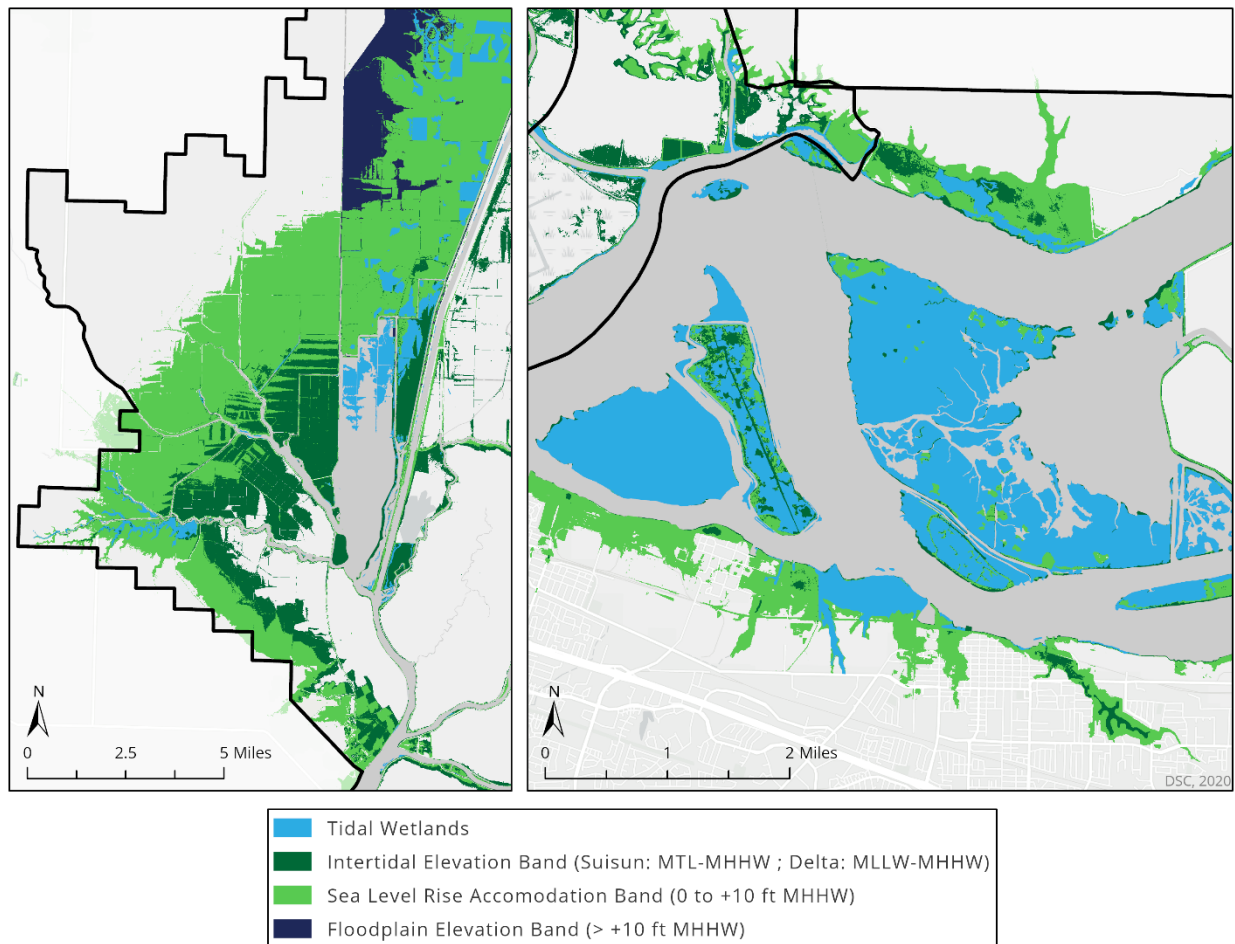 N
0 2.5 5 Miles
N
0 1 2 Miles
DSC, 2020
Tidal Wetlands
Intertidal Elevation Band (Suisun: MTL-MHHW ; Delta: MLLW-MHHW)
Sea Level Rise Accomodation Band (0 to +10 ft MHHW)
Floodplain Elevation Band (> +10 ft MHHW)